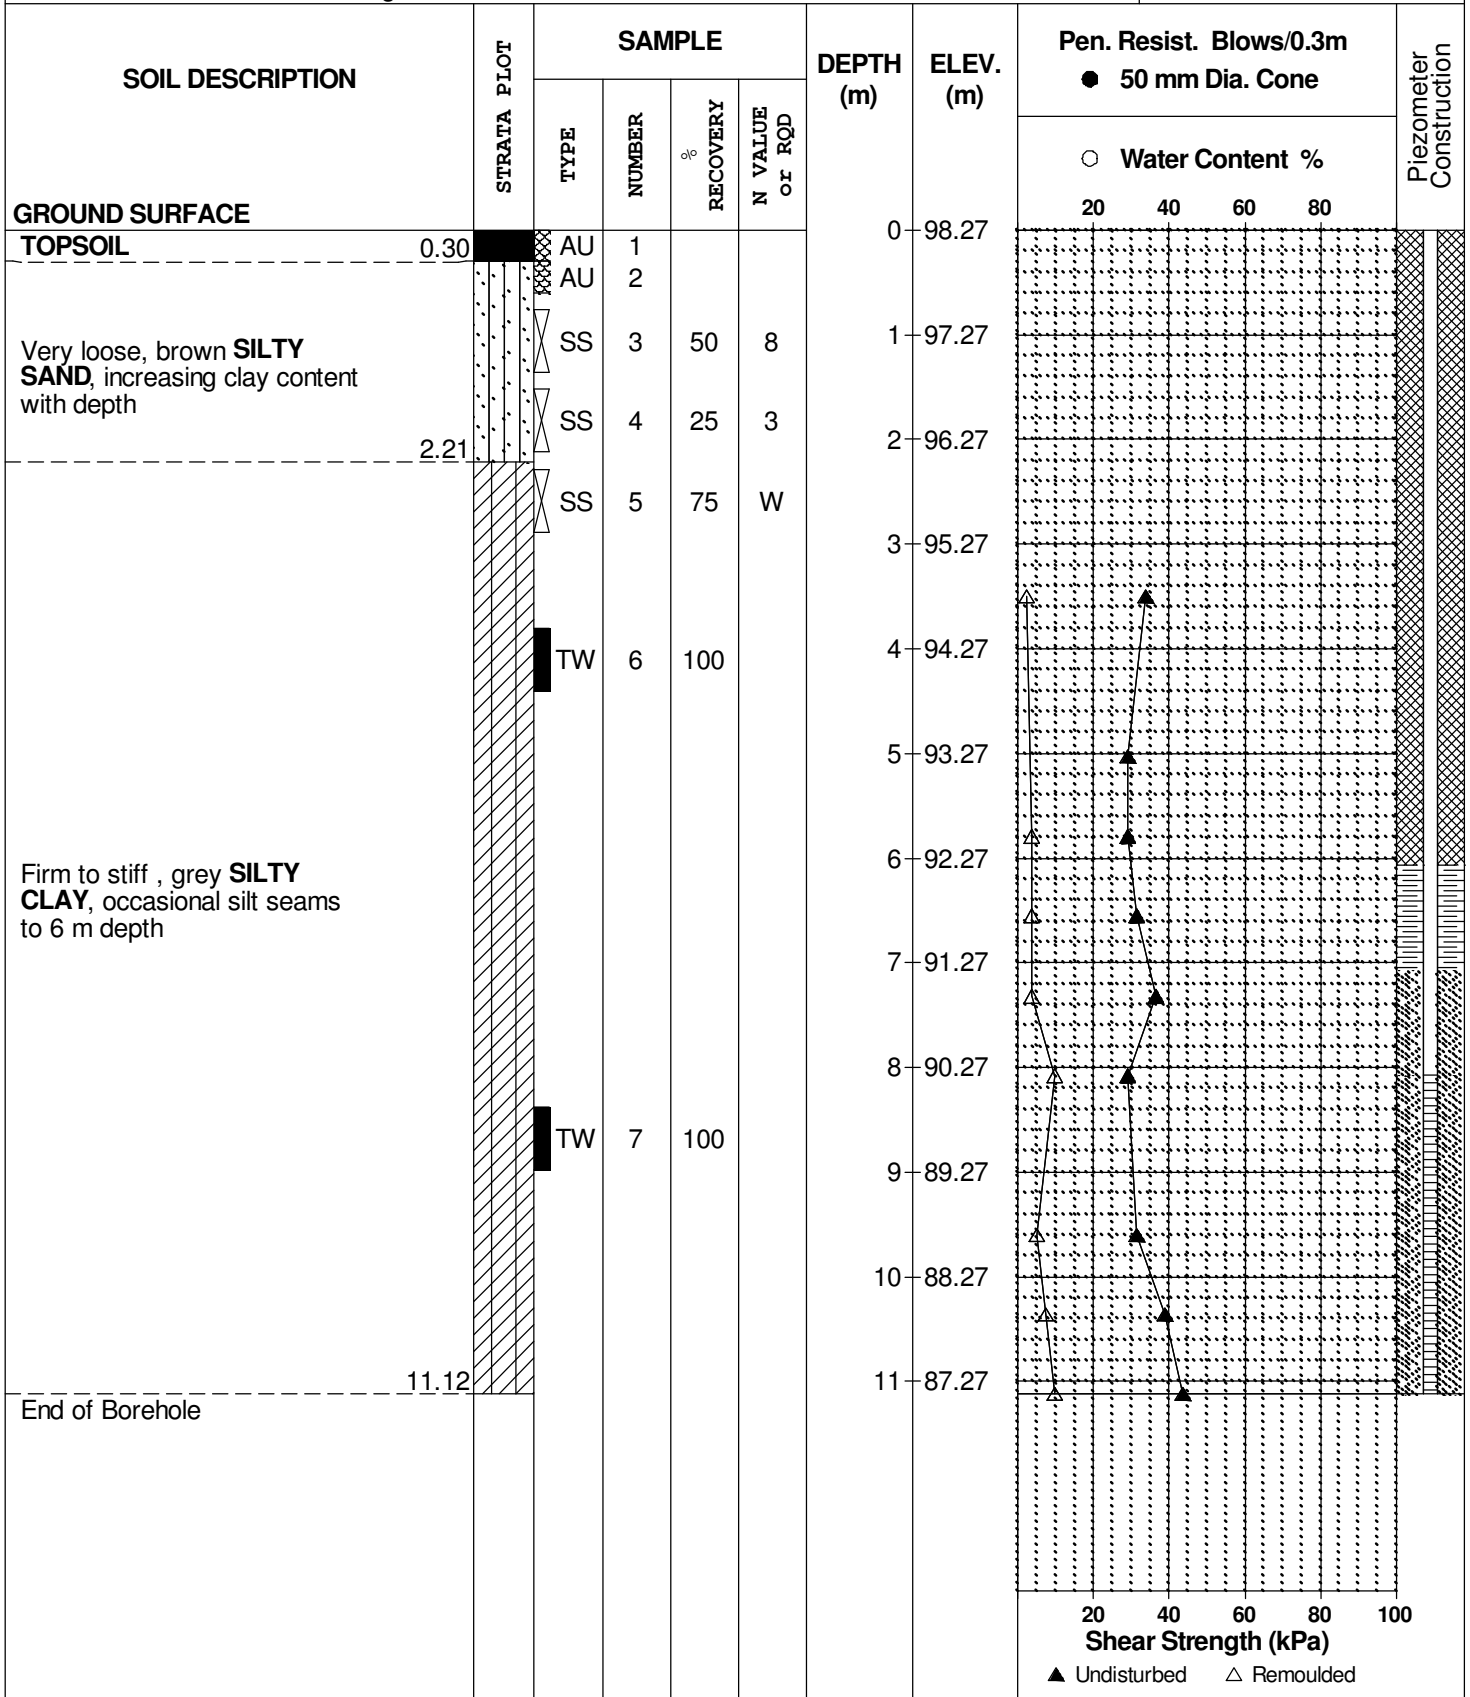 SOIL DESCRIPTION
STRATA PLOT
SAMPLE
TYPE
NUMBER
%
RECOVERY
N VALUE
or RQD
DEPTH
(m)
ELEV.
(m)
Pen. Resist. Blows/0.3m
● 50 mm Dia. Cone
○ Water Content %
Piezometer
Construction
20 40 60 80
GROUND SURFACE
0 98.27
TOPSOIL 0.30
AU 1
AU 2
Very loose, brown SILTY
SAND, increasing clay content
with depth
2.21
SS 3 50 8
1 97.27
SS 4 25 3
2 96.27
SS 5 75 W
3 95.27
TW 6 100
4 94.27
5 93.27
6 92.27
Firm to stiff , grey SILTY
CLAY, occasional silt seams
to 6 m depth
7 91.27
8 90.27
TW 7 100
9 89.27
10 88.27
11.12
11 87.27
End of Borehole
20 40 60 80 100
Shear Strength (kPa)
▲ Undisturbed △ Remoulded